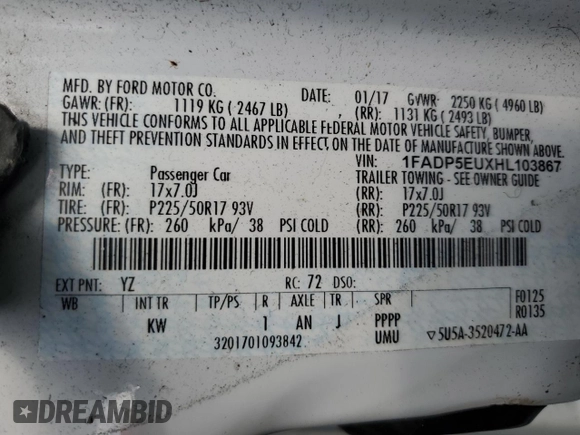 MFD. BY FORD MOTOR CO.
DATE: 01/17 GVWR: 2250 KG ( 4960 LB)
GAWR: (FR): 1119 KG ( 2467 LB) , (RR): 1131 KG ( 2493 LB)
THIS VEHICLE CONFORMS TO ALL APPLICABLE FEDERAL MOTOR VEHICLE SAFETY, BUMPER,
AND THEFT PREVENTION STANDARDS IN EFFECT ON THE DATE OF MANUFACTURE SHOWN ABOVE.
VIN: 1FADP5EUXHL103867
TYPE: Passenger Car TRAILER TOWING - SEE OWNER GUIDE
RIM: (FR): 17x7.0J (RR): 17x7.0J
TIRE: (FR): P225/50R17 93V (RR): P225/50R17 93V
PRESSURE: (FR): 260 kPa/ 38 PSI COLD (RR): 260 kPa/ 38 PSI COLD
EXT PNT: YZ RC: 72 DSO:
WB INT TR TP/PS R AXLE TR SPR F0125
KW 1 AN J PPPP R0135
3201701093842 UMU ▽5U5A-3520472-AA
DREAMBID